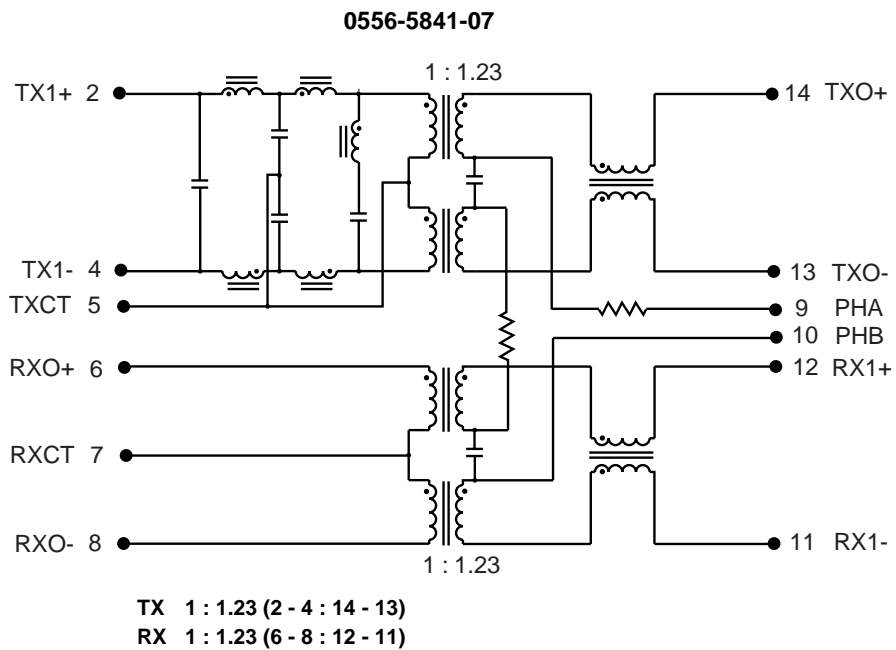 0556-5841-07
1 : 1.23
TX1+ 2
14 TXO+
TX1- 4
13 TXO-
TXCT 5
9 PHA
10 PHB
RXO+ 6
12 RX1+
RXCT 7
RXO- 8
11 RX1-
1 : 1.23
TX 1 : 1.23 (2 - 4 : 14 - 13)
RX 1 : 1.23 (6 - 8 : 12 - 11)